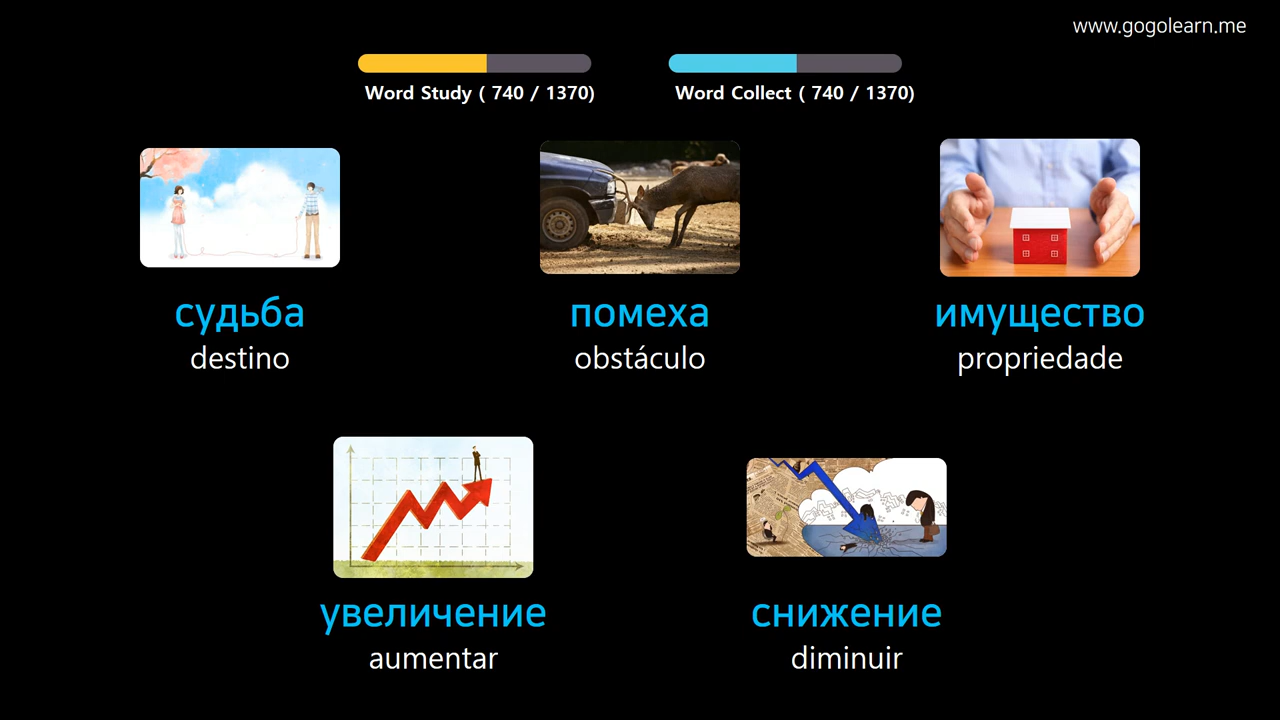 www.gogolearn.me
Word Study ( 740 / 1370)
Word Collect ( 740 / 1370)
судьба
destino
помеха
obstáculo
имущество
propriedade
увеличение
aumentar
снижение
diminuir